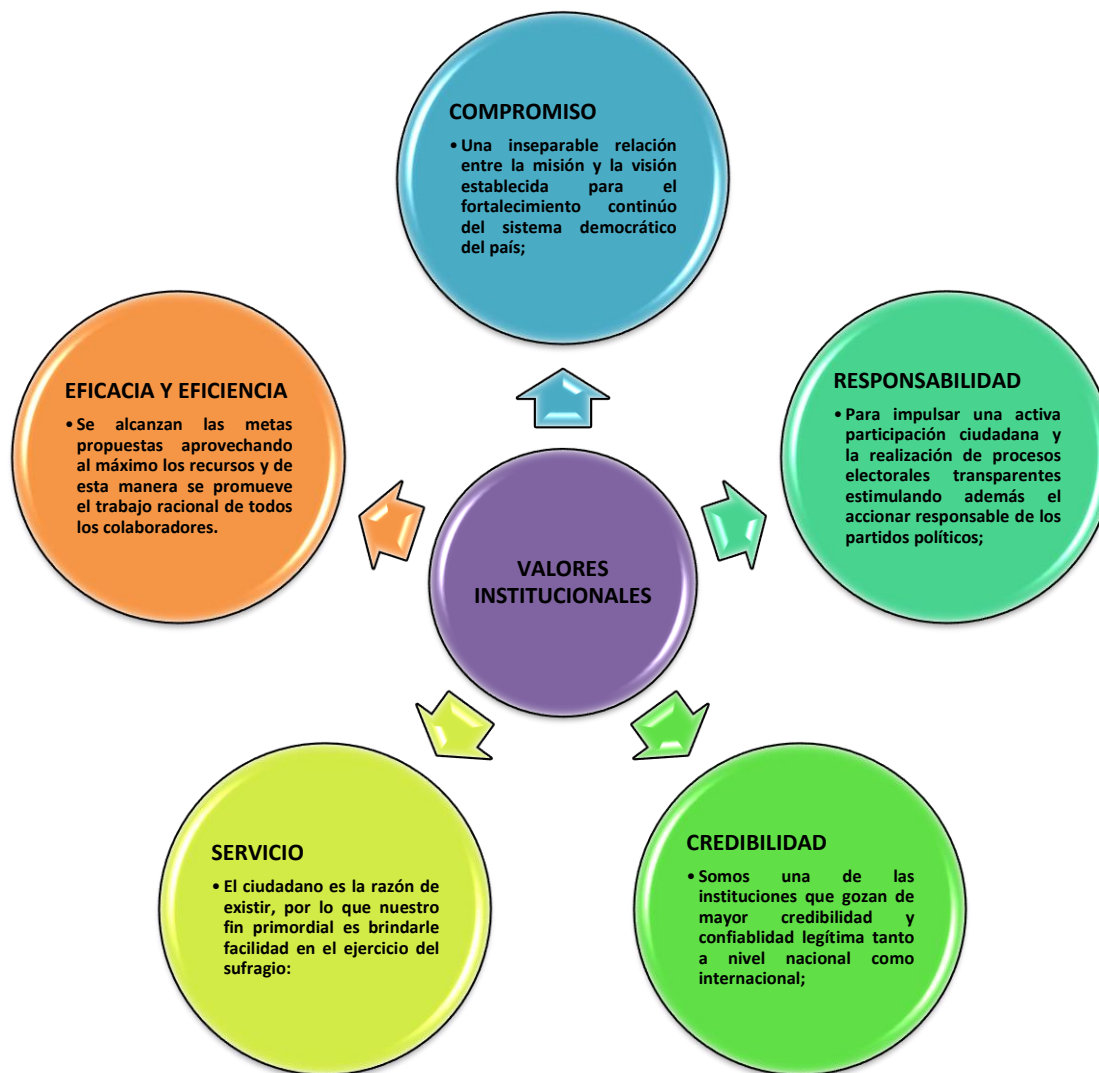 COMPROMISO
• Una inseparable relación
entre la misión y la visión
establecida para el
fortalecimiento continúo
del sistema democrático
del país;
EFICACIA Y EFICIENCIA
• Se alcanzan las metas
propuestas aprovechando
al máximo los recursos y de
esta manera se promueve
el trabajo racional de todos
los colaboradores.
RESPONSABILIDAD
• Para impulsar una activa
participación ciudadana y
la realización de procesos
electorales transparentes
estimulando además el
accionar responsable de los
partidos políticos;
VALORES
INSTITUCIONALES
SERVICIO
• El ciudadano es la razón de
existir, por lo que nuestro
fin primordial es brindarle
facilidad en el ejercicio del
sufragio:
CREDIBILIDAD
• Somos una de las
instituciones que gozan de
mayor credibilidad y
confiablidad legítima tanto
a nivel nacional como
internacional;